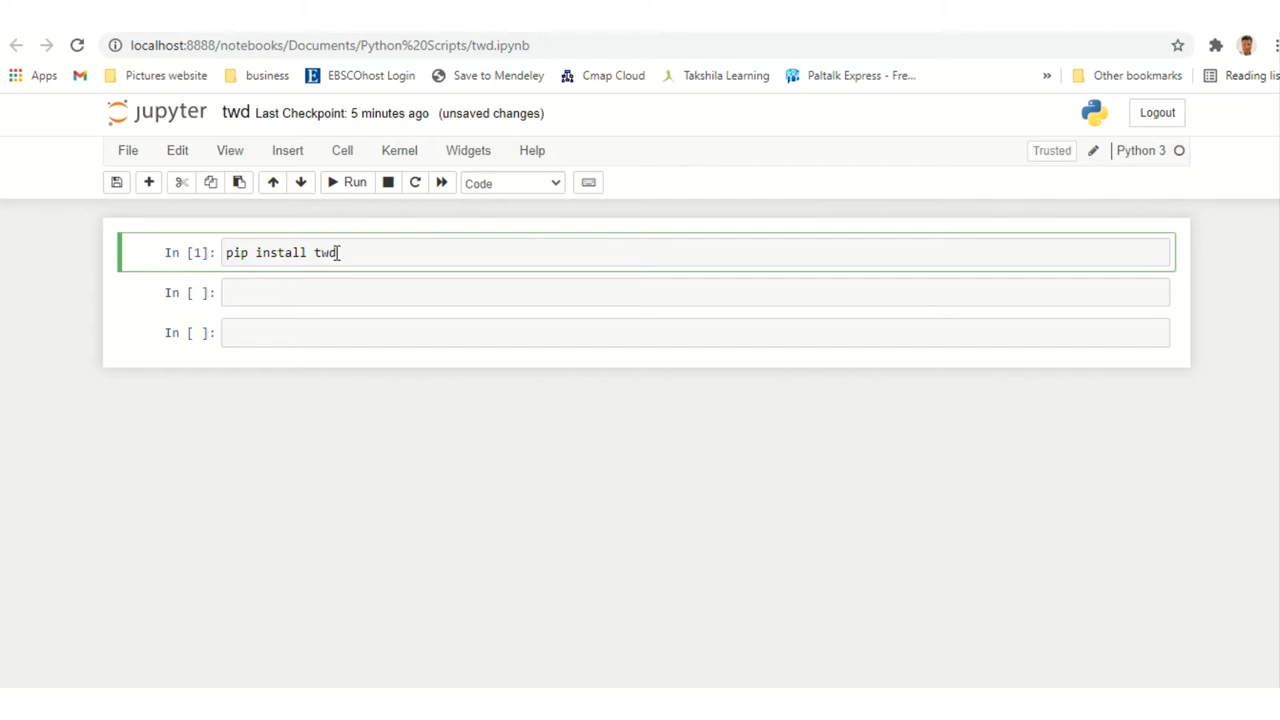 localhost:8888/notebooks/Documents/Python%20Scripts/twd.ipynb
Apps Pictures website business EBSCOhost Login Save to Mendeley Cmap Cloud Takshila Learning Paltalk Express - Fre... » Other bookmarks Reading lis
jupyter twd Last Checkpoint: 5 minutes ago (unsaved changes) Logout
File Edit View Insert Cell Kernel Widgets Help Trusted Python 3
Run Code
In [1]: pip install twd
In [ ]:
In [ ]: